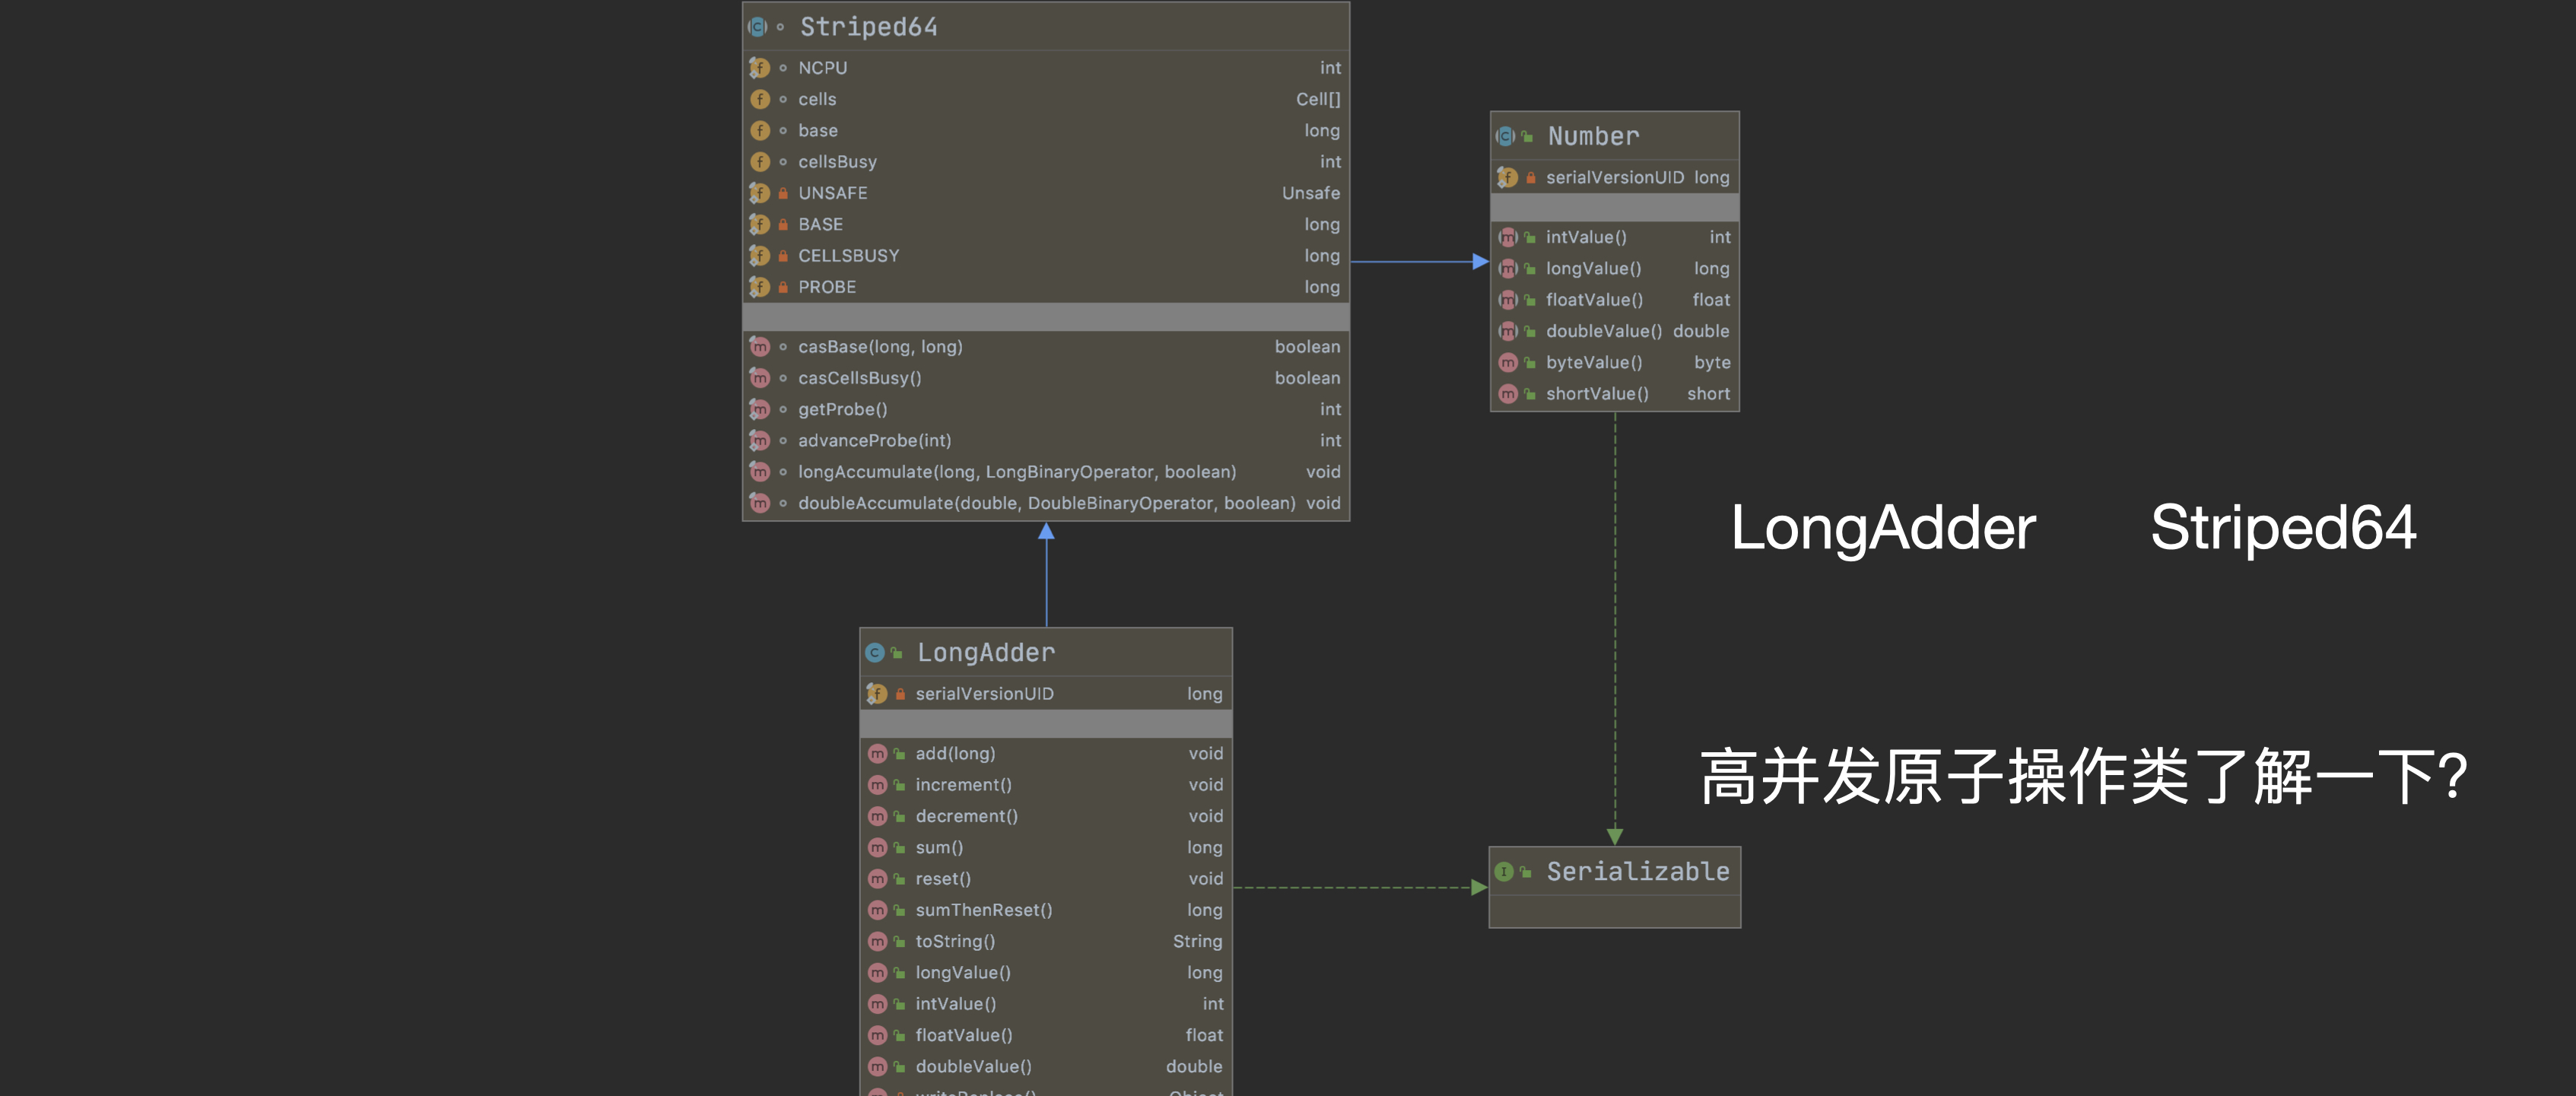 Striped64
NCPU int
cells Cell[]
base long
cellsBusy int
UNSAFE Unsafe
BASE long
CELLSBUSY long
PROBE long
casBase(long, long) boolean
casCellsBusy() boolean
getProbe() int
advanceProbe(int) int
longAccumulate(long, LongBinaryOperator, boolean) void
doubleAccumulate(double, DoubleBinaryOperator, boolean) void
Number
serialVersionUID long
intValue() int
longValue() long
floatValue() float
doubleValue() double
byteValue() byte
shortValue() short
LongAdder Striped64
高并发原子操作类了解一下?
LongAdder
serialVersionUID long
add(long) void
increment() void
decrement() void
sum() long
reset() void
sumThenReset() long
toString() String
longValue() long
intValue() int
floatValue() float
doubleValue() double
Serializable